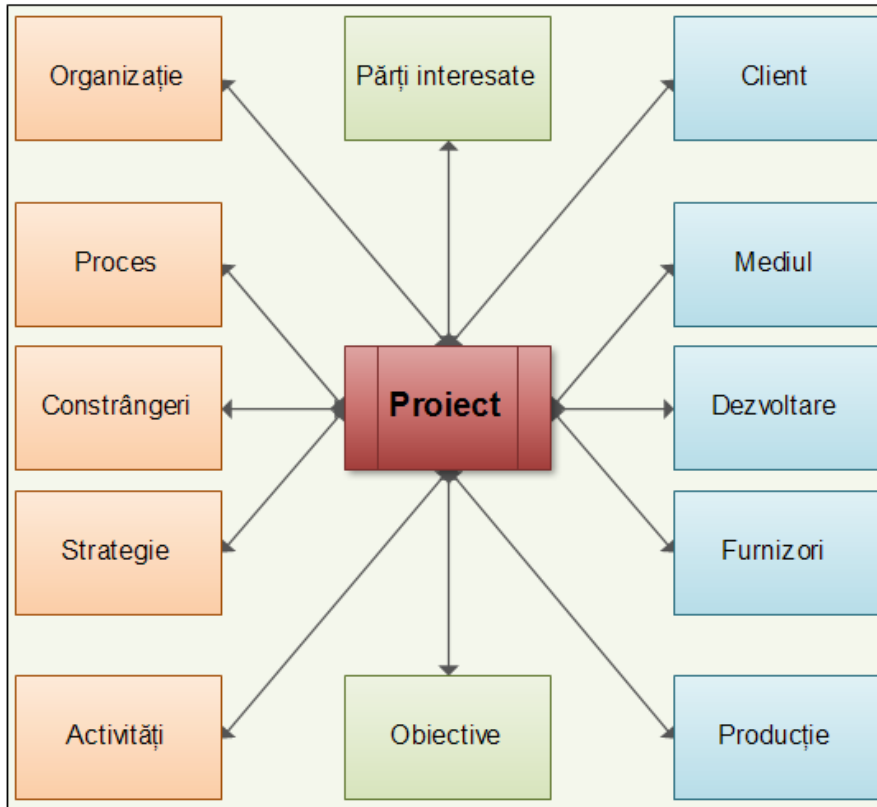 Organizație
Părți interesate
Client
Proces
Mediul
Constrângeri
Proiect
Dezvoltare
Strategie
Furnizori
Activități
Obiective
Producție